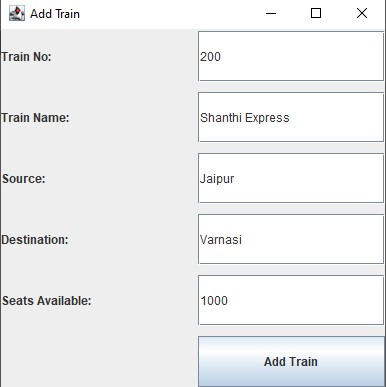 Add Train
Train No: 200
Train Name: Shanthi Express
Source: Jaipur
Destination: Varnasi
Seats Available: 1000
Add Train